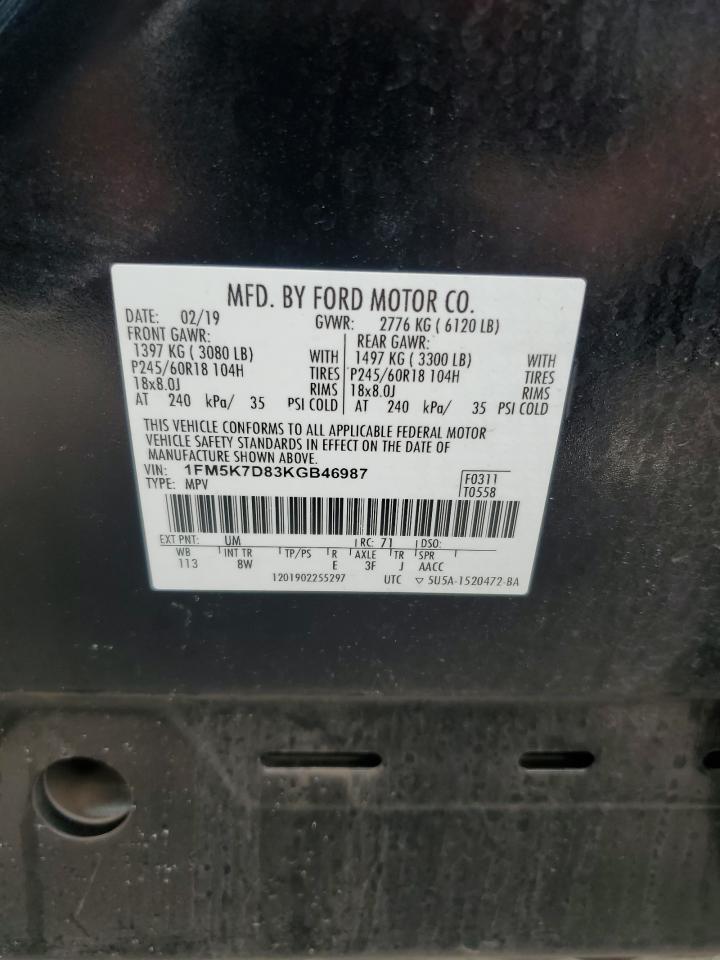 MFD. BY FORD MOTOR CO.
DATE: 02/19 GVWR: 2776 KG ( 6120 LB)
FRONT GAWR: REAR GAWR:
1397 KG ( 3080 LB) WITH 1497 KG ( 3300 LB) WITH
P245/60R18 104H TIRES P245/60R18 104H TIRES
18x8.0J RIMS 18x8.0J RIMS
AT 240 kPa/ 35 PSI COLD AT 240 kPa/ 35 PSI COLD
THIS VEHICLE CONFORMS TO ALL APPLICABLE FEDERAL MOTOR
VEHICLE SAFETY STANDARDS IN EFFECT ON THE DATE OF
MANUFACTURE SHOWN ABOVE.
VIN: 1FM5K7D83KGB46987 F0311
TYPE: MPV T0558
EXT PNT: UM RC: 71 DSO:
WB INT TR TP/PS R AXLE TR SPR
113 8W E 3F J AACC
1201902255297 UTC ▽ 5U5A-1520472-BA